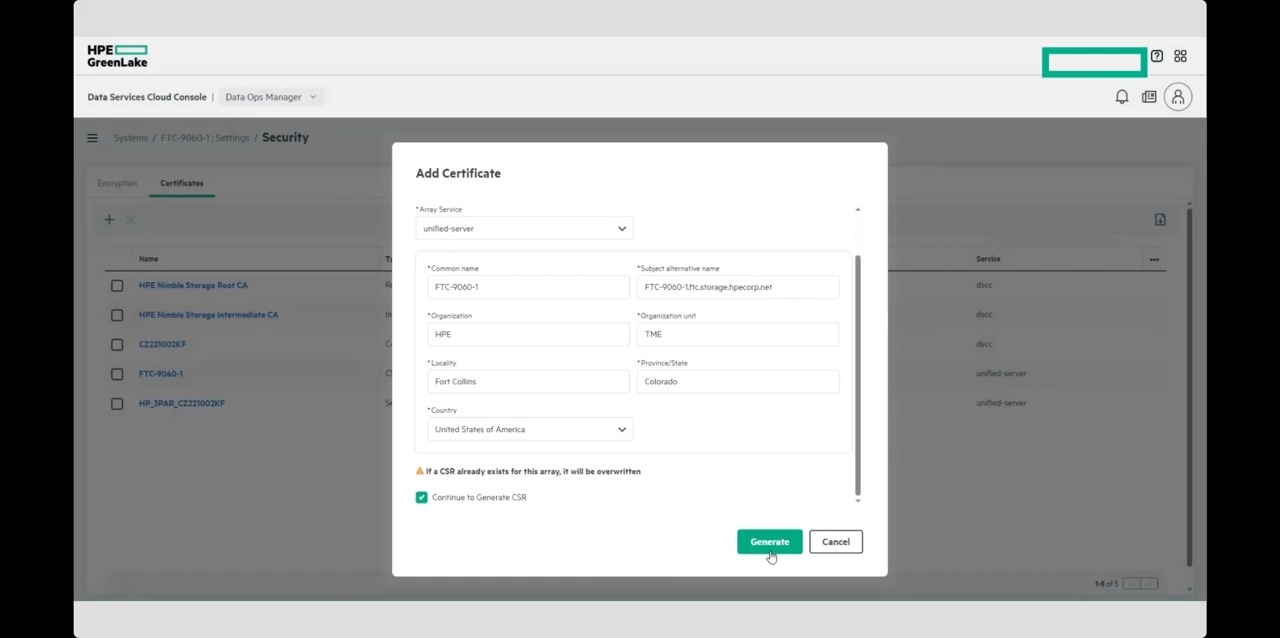 HPE
GreenLake
Data Services Cloud Console | Data Ops Manager
Systems / FTC-9060-1 : Settings / Security
Encryption Certificates
Name
Service
HPE Nimble Storage Root CA
dscc
HPE Nimble Storage Intermediate CA
dscc
CZ221002KF
dscc
FTC-9060-1
unified-server
HP_3PAR_CZ221002KF
unified-server
1-5 of 5
Add Certificate
*Array Service
unified-server
*Common name *Subject alternative name
FTC-9060-1 FTC-9060-1.ftc.storage.hpecorp.net
*Organization *Organization unit
HPE TME
*Locality *Province/State
Fort Collins Colorado
*Country
United States of America
If a CSR already exists for this array, it will be overwritten
Continue to Generate CSR
Generate Cancel